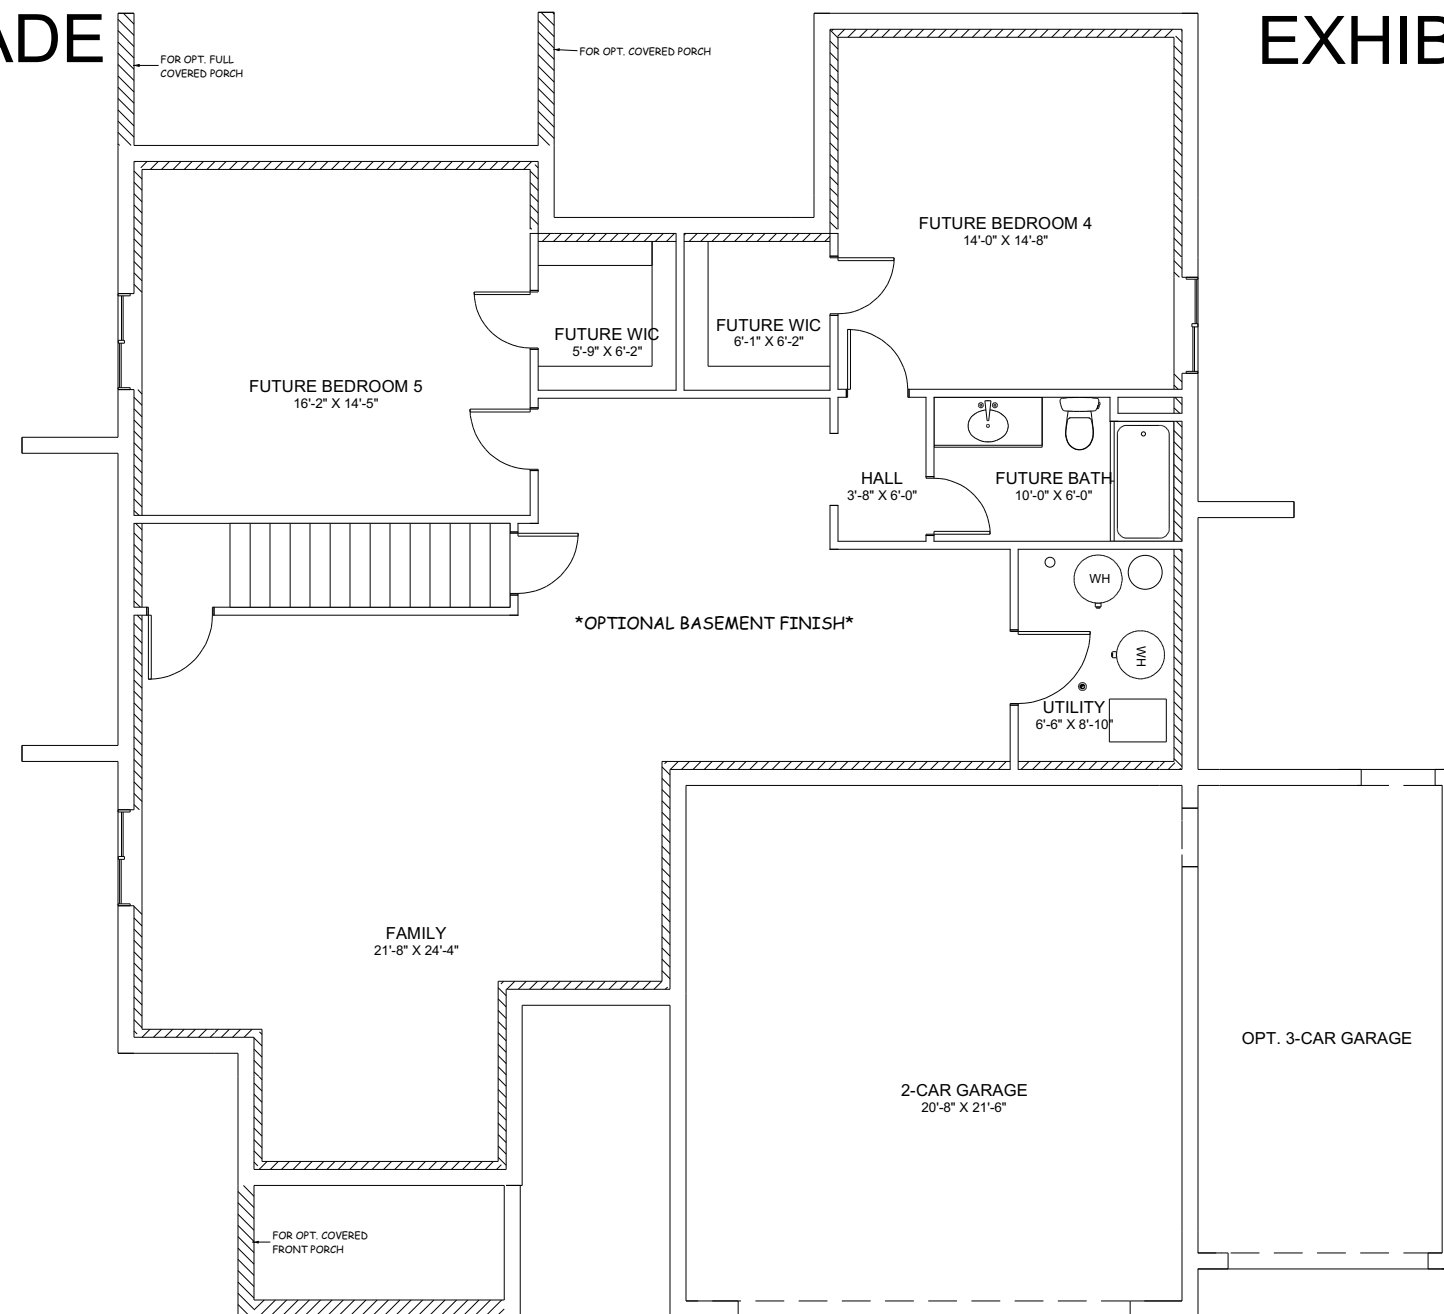 ADE
EXHIB
FOR OPT. FULL
COVERED PORCH
FOR OPT. COVERED PORCH
FUTURE BEDROOM 4
14'-0" X 14'-8"
FUTURE WIC
5'-9" X 6'-2"
FUTURE WIC
6'-1" X 6'-2"
FUTURE BEDROOM 5
16'-2" X 14'-5"
HALL
3'-8" X 6'-0"
FUTURE BATH
10'-0" X 6'-0"
WH
*OPTIONAL BASEMENT FINISH*
WH
UTILITY
6'-6" X 8'-10"
FAMILY
21'-8" X 24'-4"
OPT. 3-CAR GARAGE
2-CAR GARAGE
20'-8" X 21'-6"
FOR OPT. COVERED
FRONT PORCH